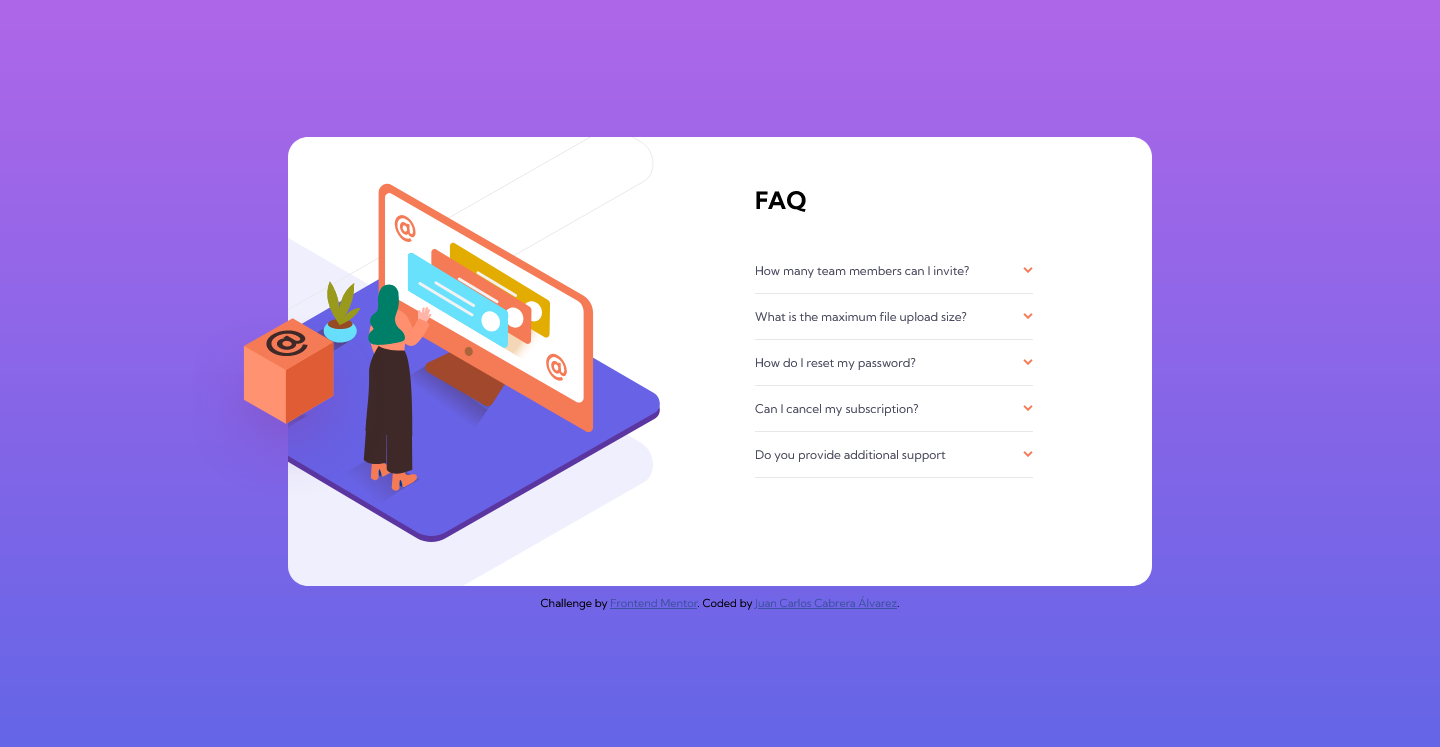 FAQ
How many team members can I invite?
What is the maximum file upload size?
How do I reset my password?
Can I cancel my subscription?
Do you provide additional support
@
@
@
Challenge by Frontend Mentor. Coded by Juan Carlos Cabrera Álvarez.